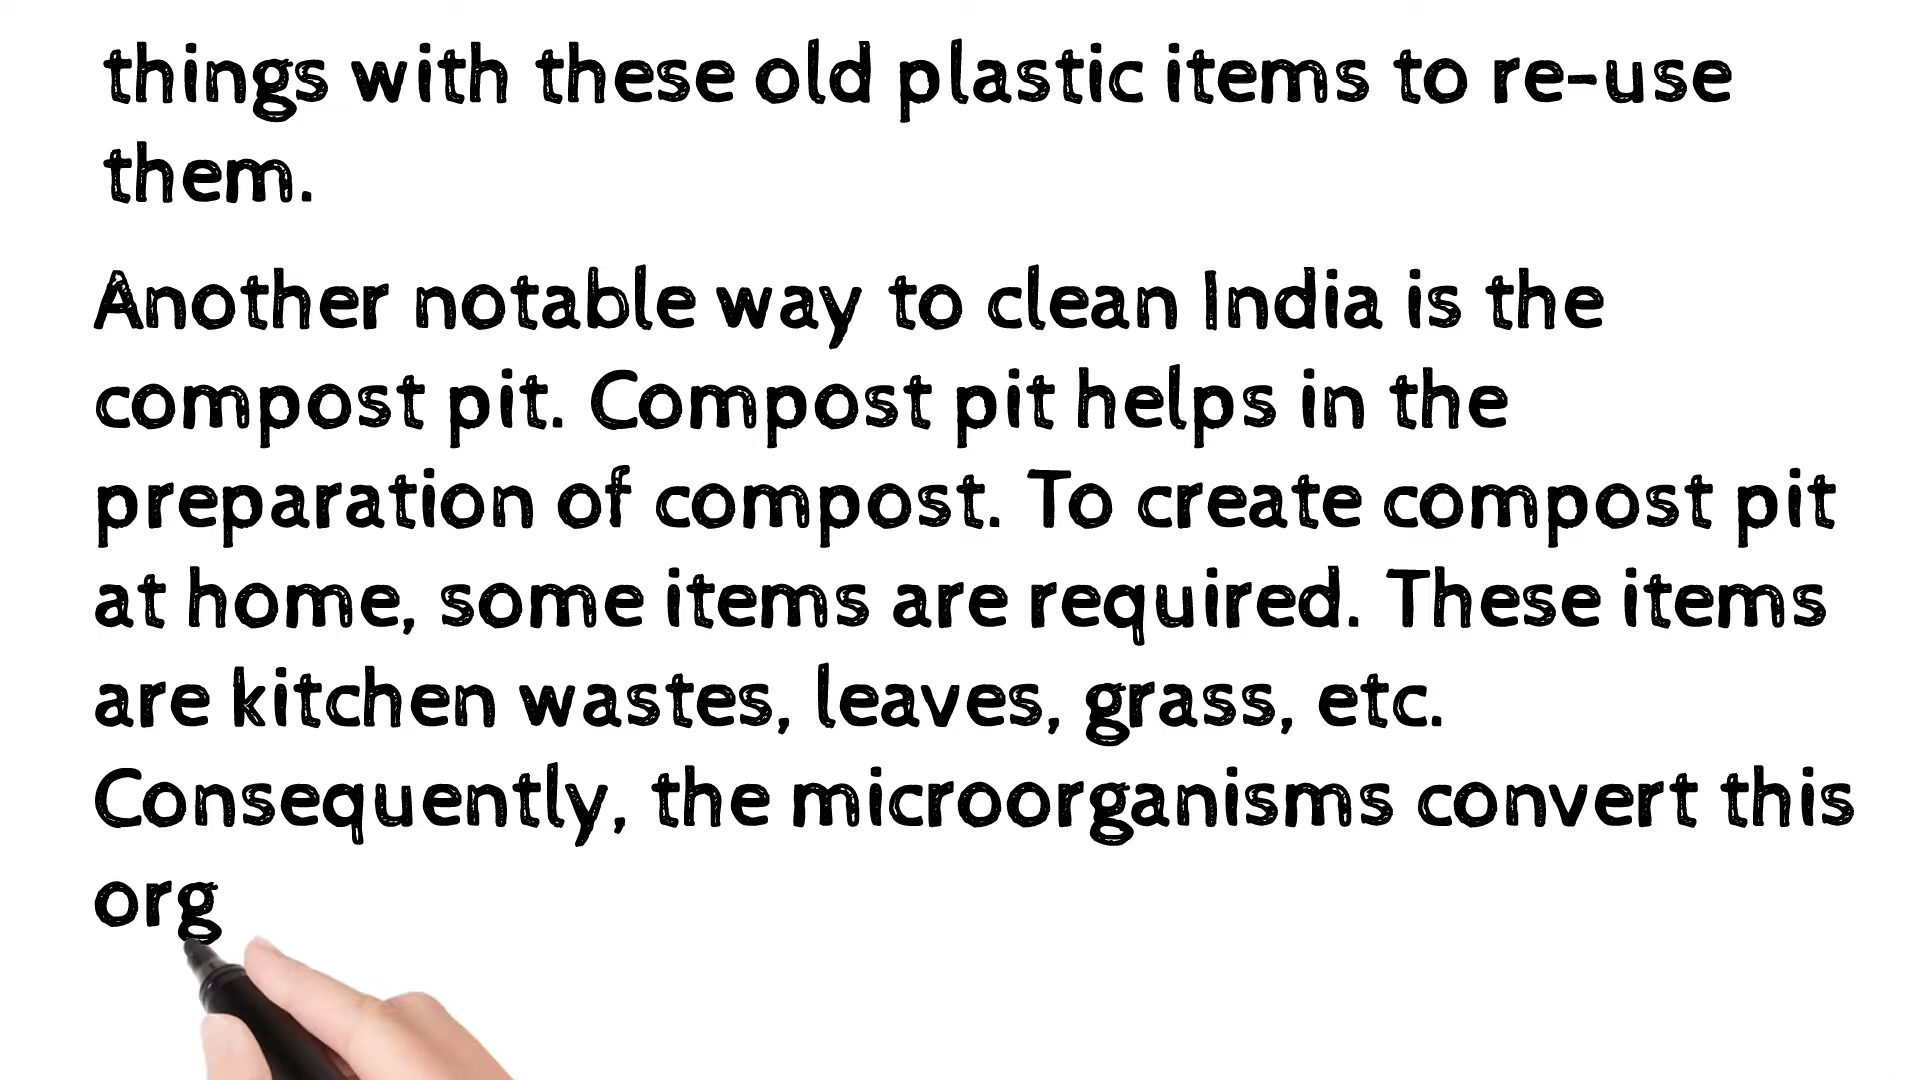 things with these old plastic items to re-use
them.
Another notable way to clean India is the
compost pit. Compost pit helps in the
preparation of compost. To create compost pit
at home, some items are required. These items
are kitchen wastes, leaves, grass, etc.
Consequently, the microorganisms convert this
org